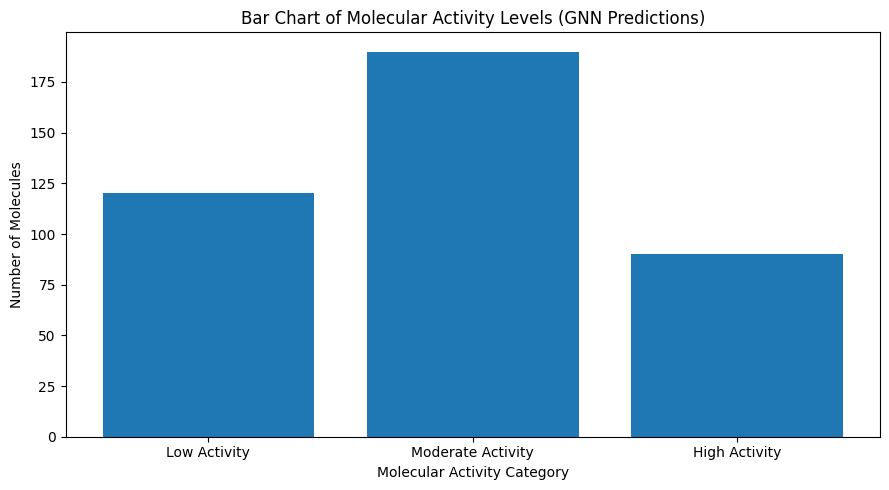 Bar Chart of Molecular Activity Levels (GNN Predictions)
Number of Molecules
175
150
125
100
75
50
25
0
Low Activity
Moderate Activity
High Activity
Molecular Activity Category